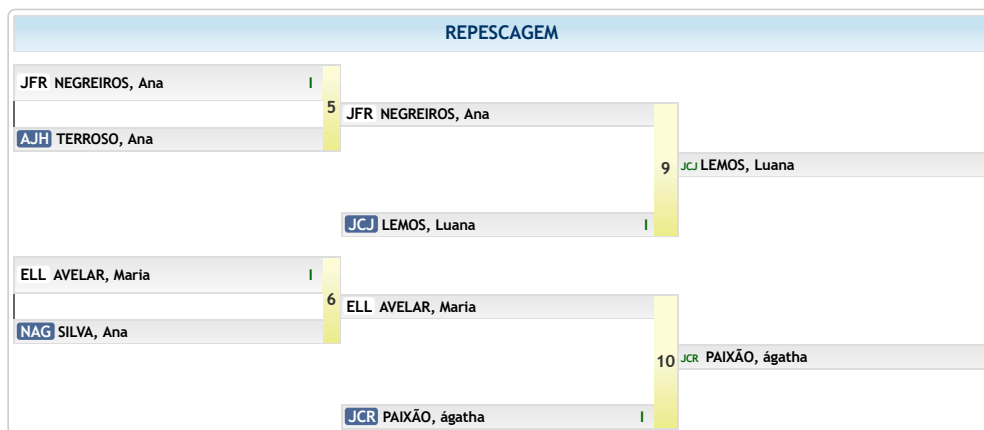 REPESCAGEM
JFR NEGREIROS, Ana I
5
AJH TERROSO, Ana
JFR NEGREIROS, Ana
9
JCJ LEMOS, Luana
JCJ LEMOS, Luana I
ELL AVELAR, Maria I
6
NAG SILVA, Ana
ELL AVELAR, Maria
10
JCR PAIXÃO, ágatha
JCR PAIXÃO, ágatha I